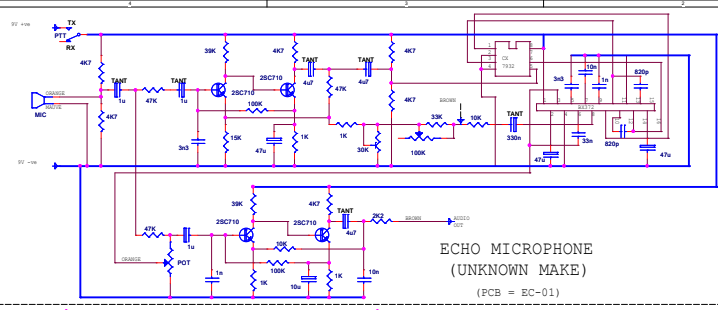 4
3
2
8V +ve
TX
PTT
RX
4K7
TANT
1u
TANT
1u
47K
39K
2SC710
4K7
2SC710
TANT
4u7
TANT
4u7
4K7
47K
100K
4K7
ORANGE
MAUVE
MIC
4K7
3n3
15K
47u
1K
1K
30K
BROWN
33K
100K
10K
TANT
330n
CX
7932
3n3
10n
1n
820p
820p
33n
47u
47u
8V -ve
39K
4K7
TANT
4u7
2K2
BROWN
AUDIO
OUT
47K
1u
2SC710
2SC710
10K
100K
ORANGE
POT
1n
1K
10u
1K
10n
ECHO MICROPHONE
(UNKNOWN MAKE)
(PCB = EC-01)